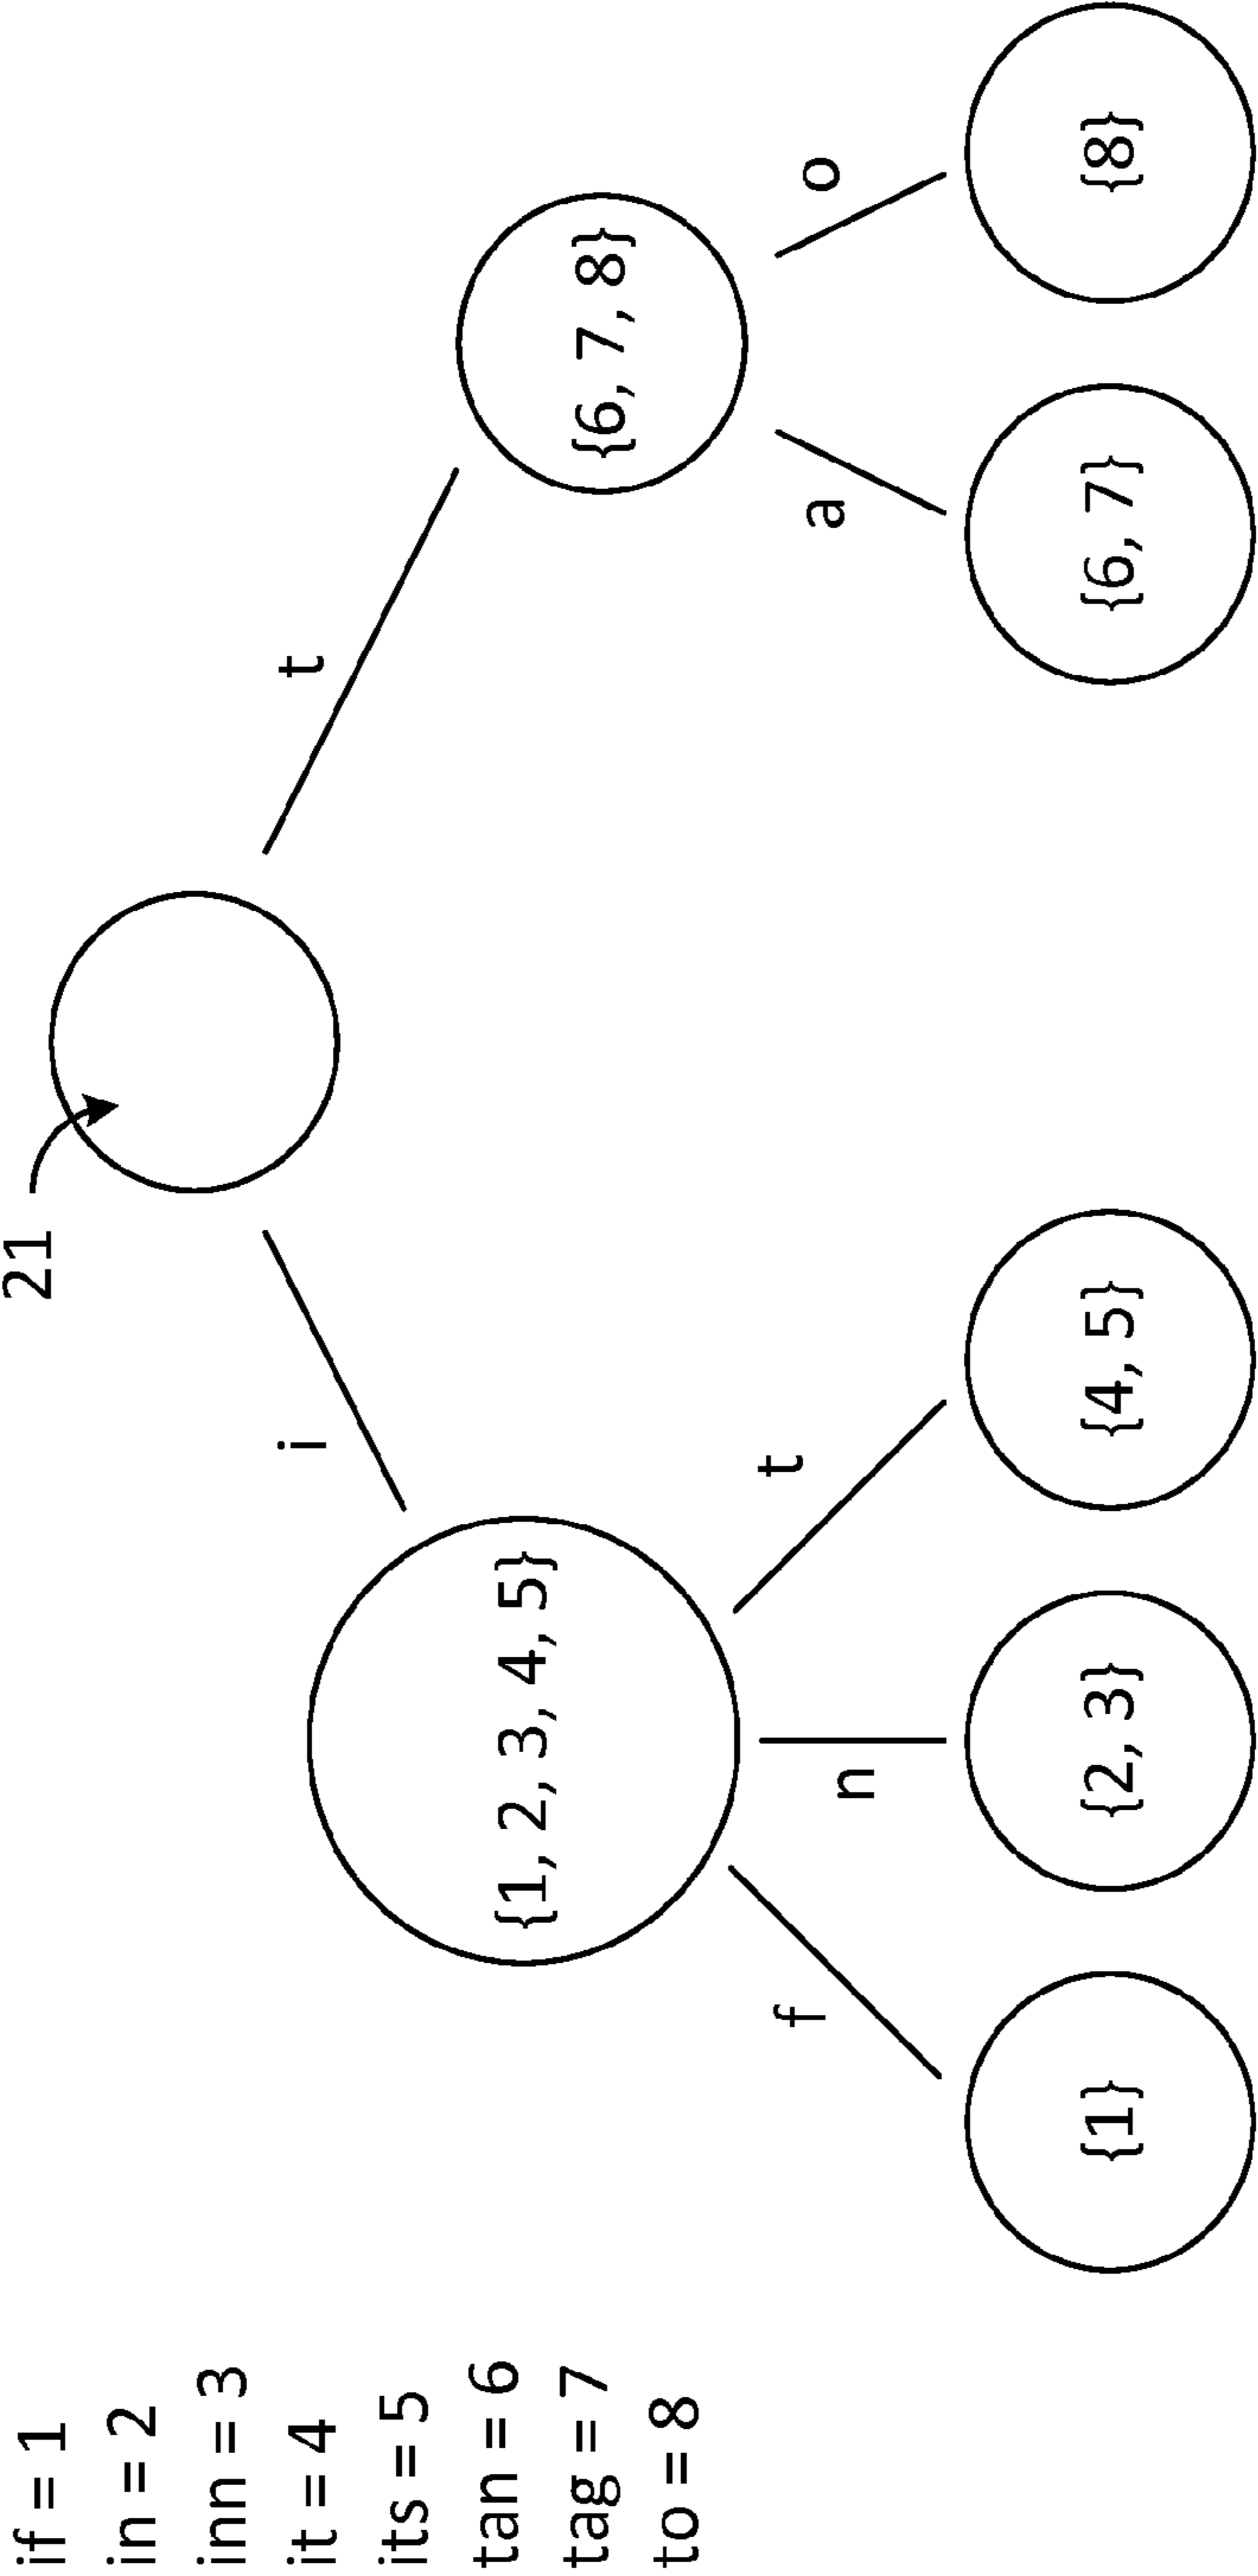 if = 1
in = 2
inn = 3
it = 4
its = 5
tan = 6
tag = 7
to = 8
21
i
t
{1, 2, 3, 4, 5}
{6, 7, 8}
f
n
t
a
o
{1}
{2, 3}
{4, 5}
{6, 7}
{8}